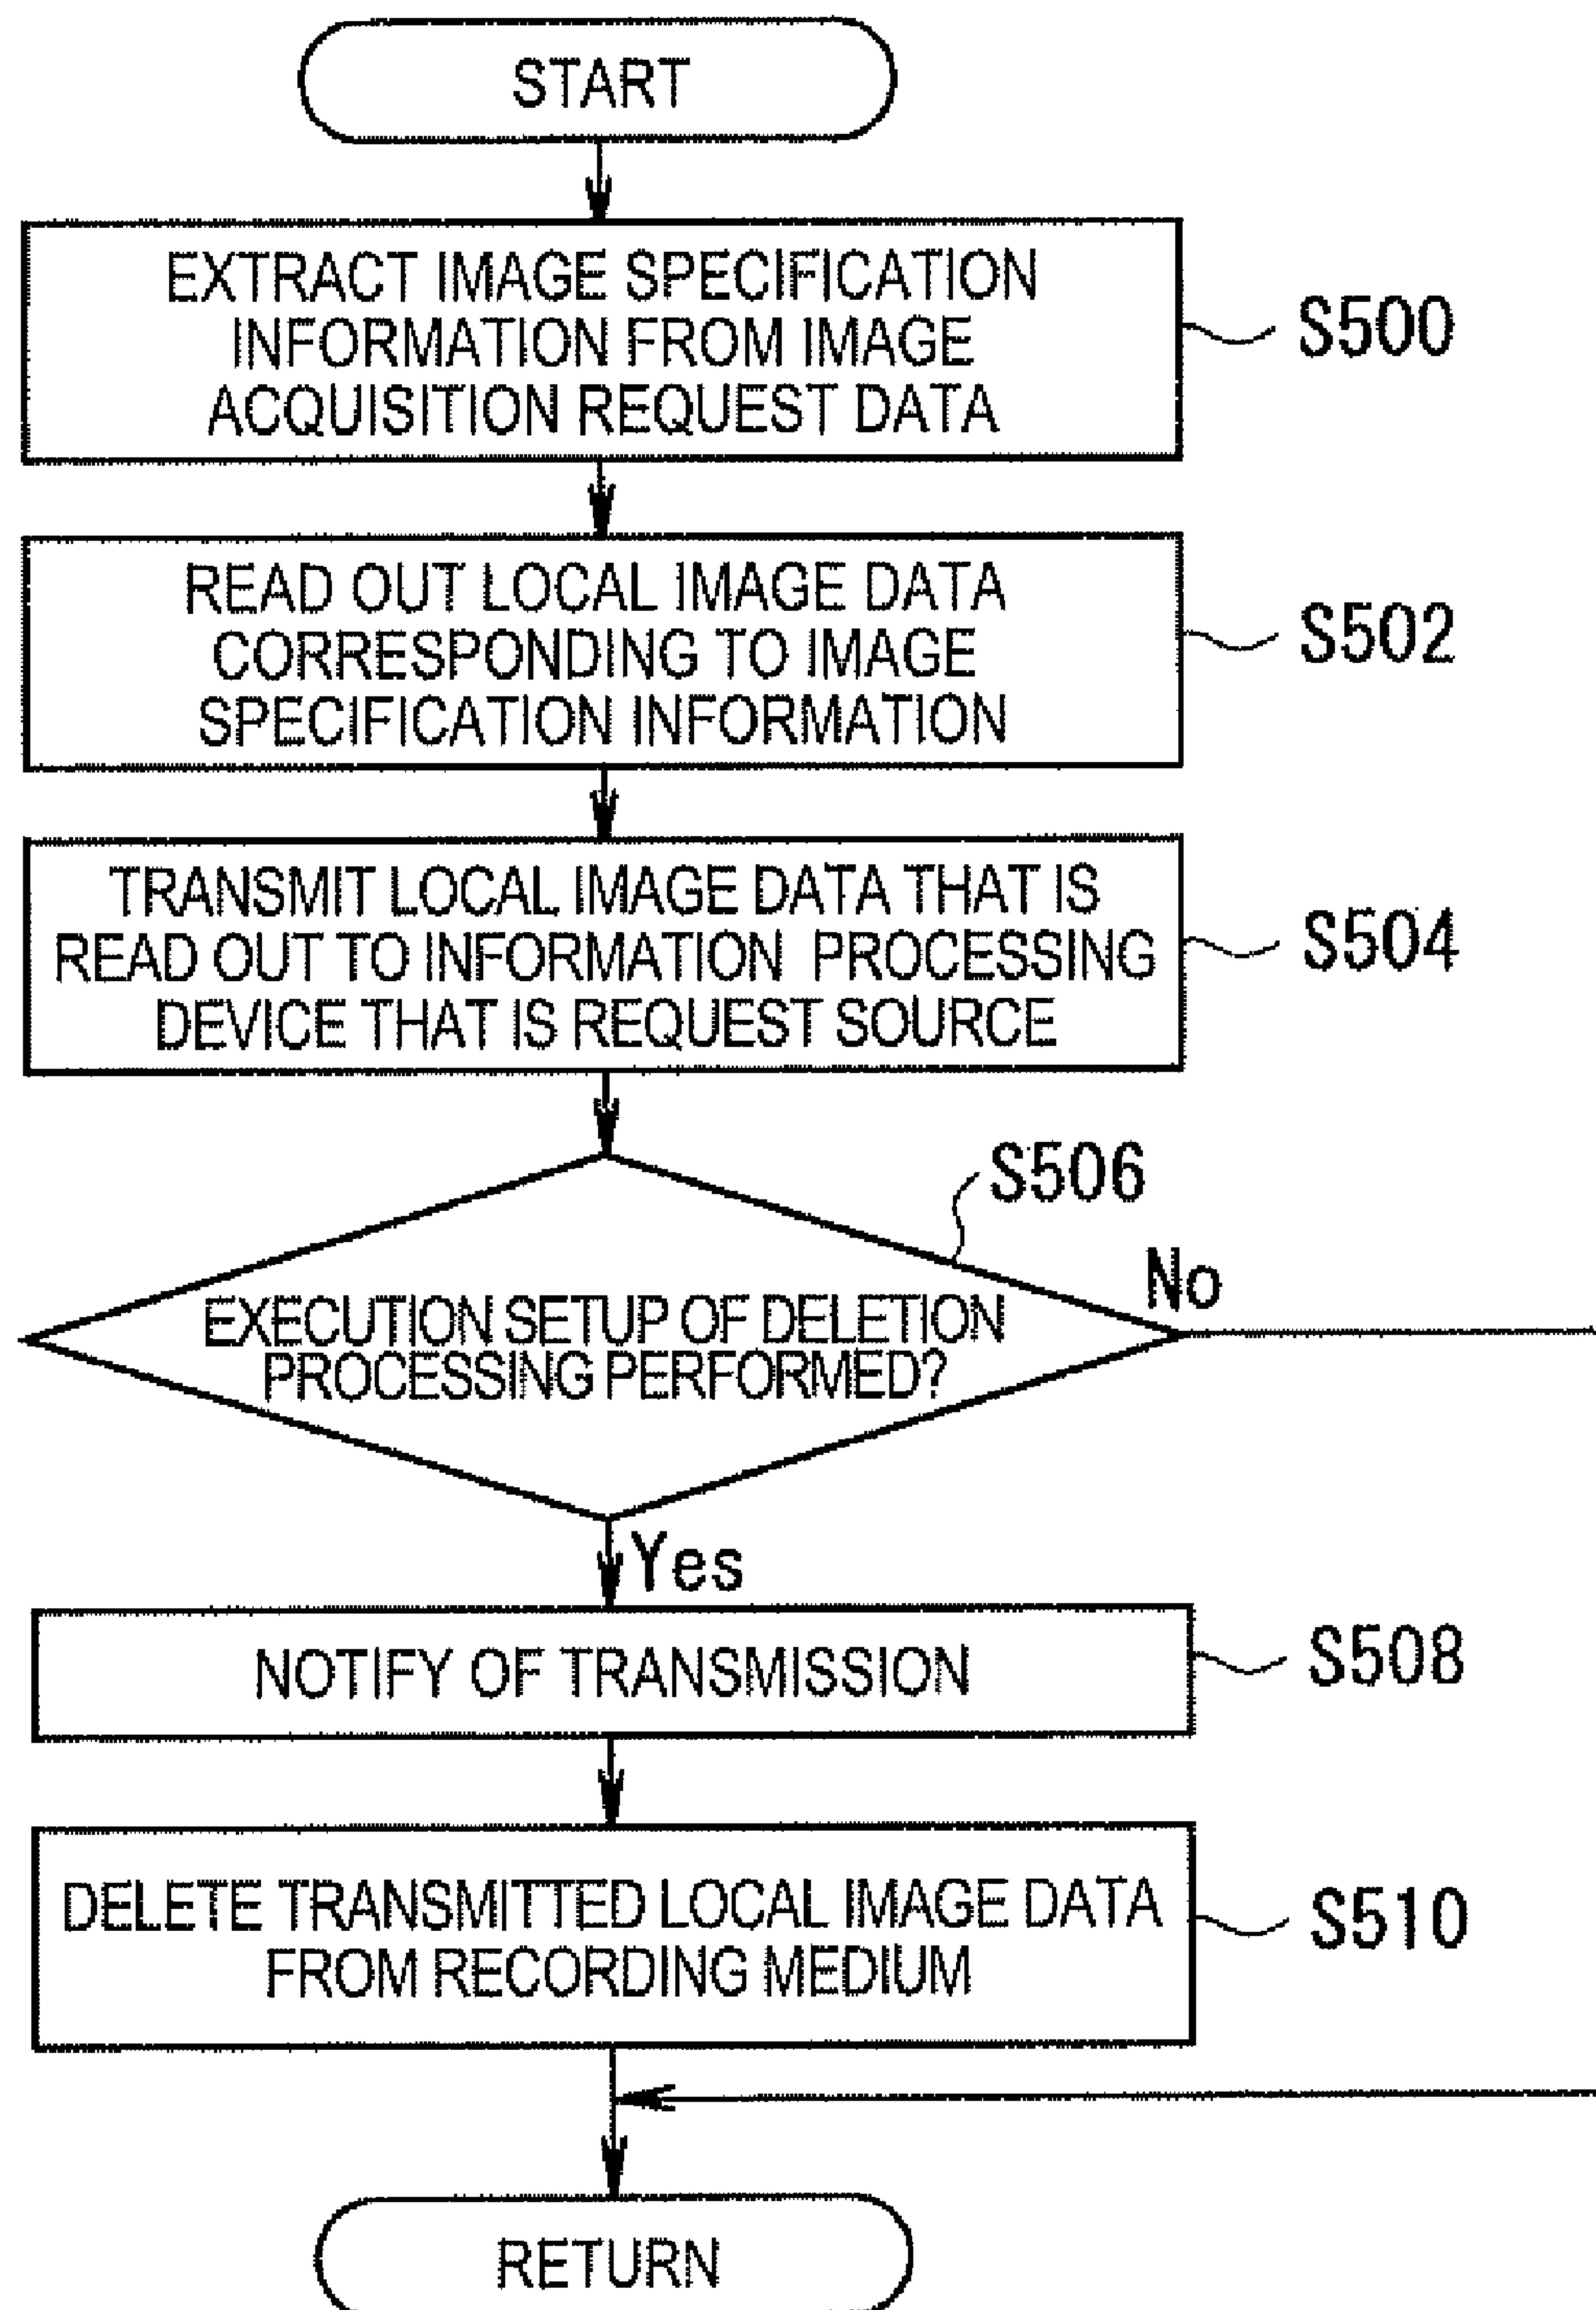 START
EXTRACT IMAGE SPECIFICATION
INFORMATION FROM IMAGE
ACQUISITION REQUEST DATA
S500
READ OUT LOCAL IMAGE DATA
CORRESPONDING TO IMAGE
SPECIFICATION INFORMATION
S502
TRANSMIT LOCAL IMAGE DATA THAT IS
READ OUT TO INFORMATION PROCESSING
DEVICE THAT IS REQUEST SOURCE
S504
S506
No
EXECUTION SETUP OF DELETION
PROCESSING PERFORMED?
Yes
NOTIFY OF TRANSMISSION
S508
DELETE TRANSMITTED LOCAL IMAGE DATA
FROM RECORDING MEDIUM
S510
RETURN